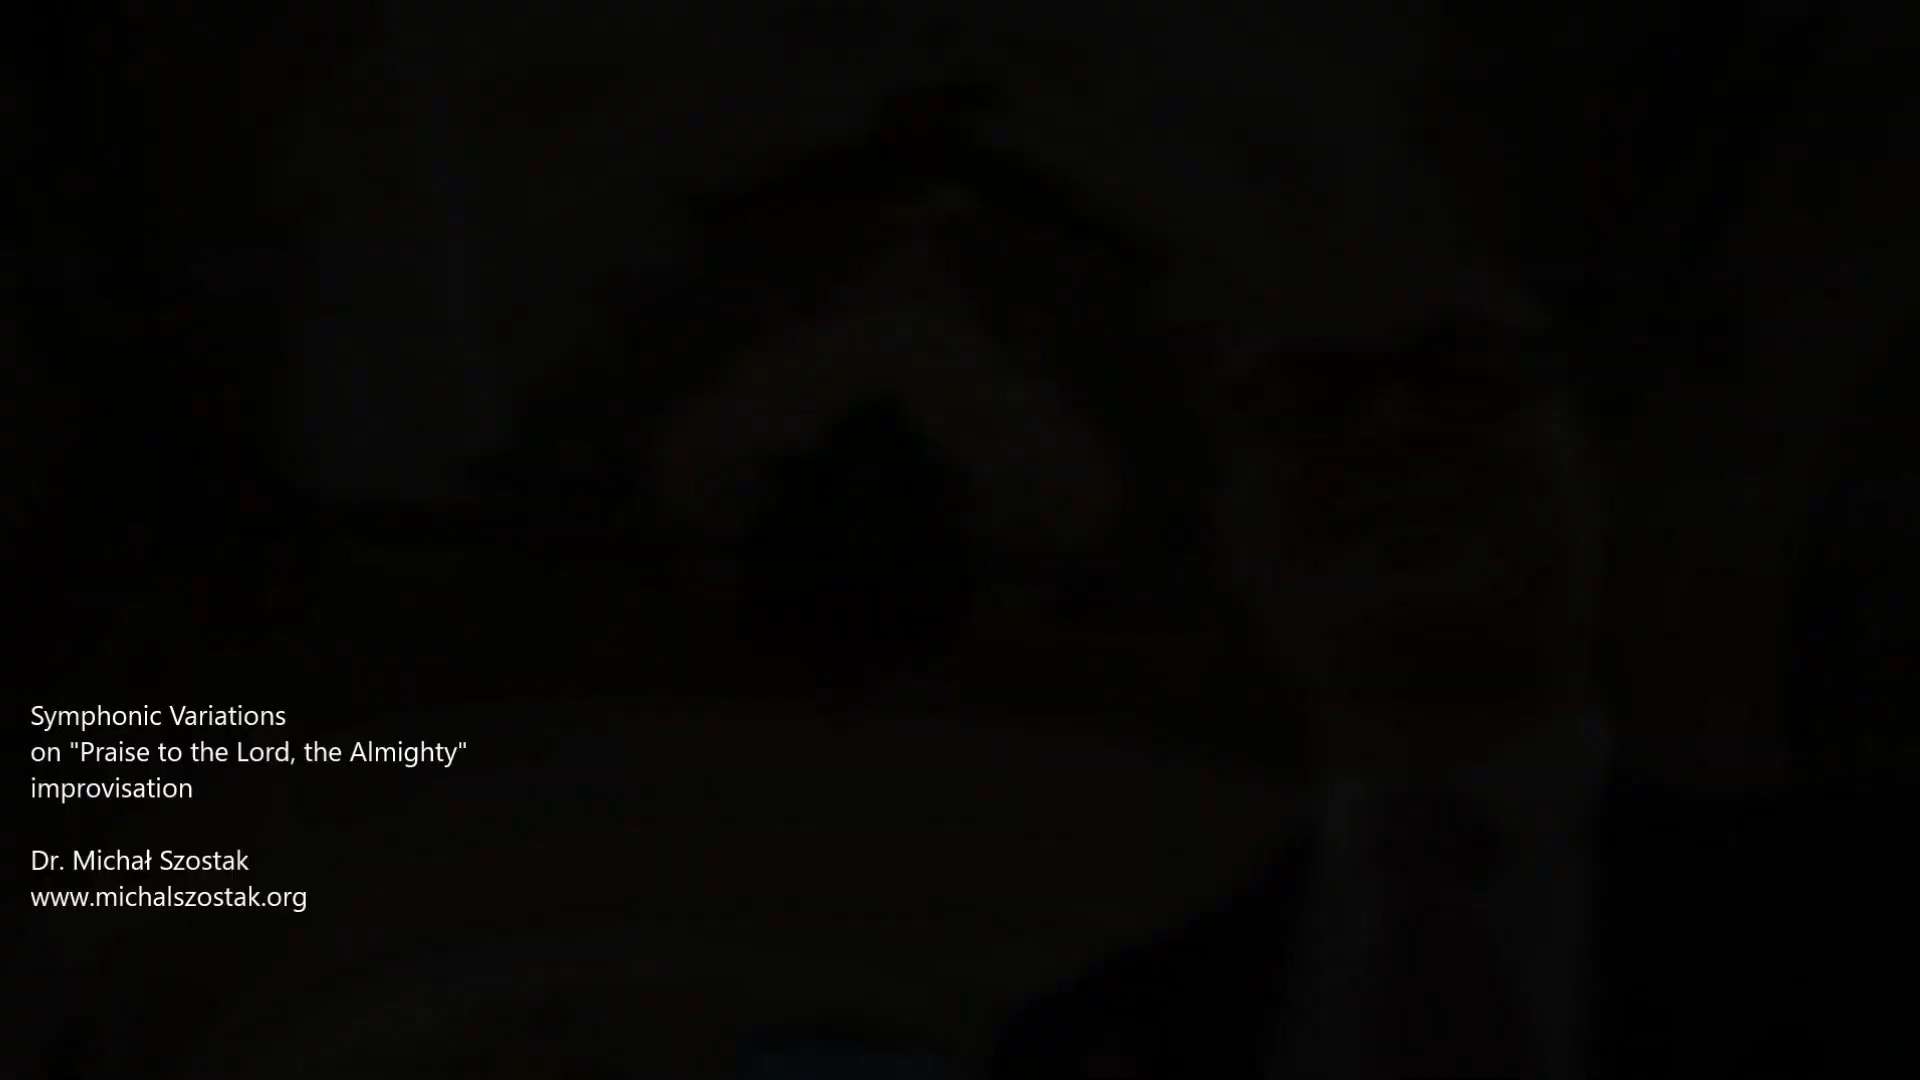 Symphonic Variations
on "Praise to the Lord, the Almighty"
improvisation
Dr. Michał Szostak
www.michalszostak.org